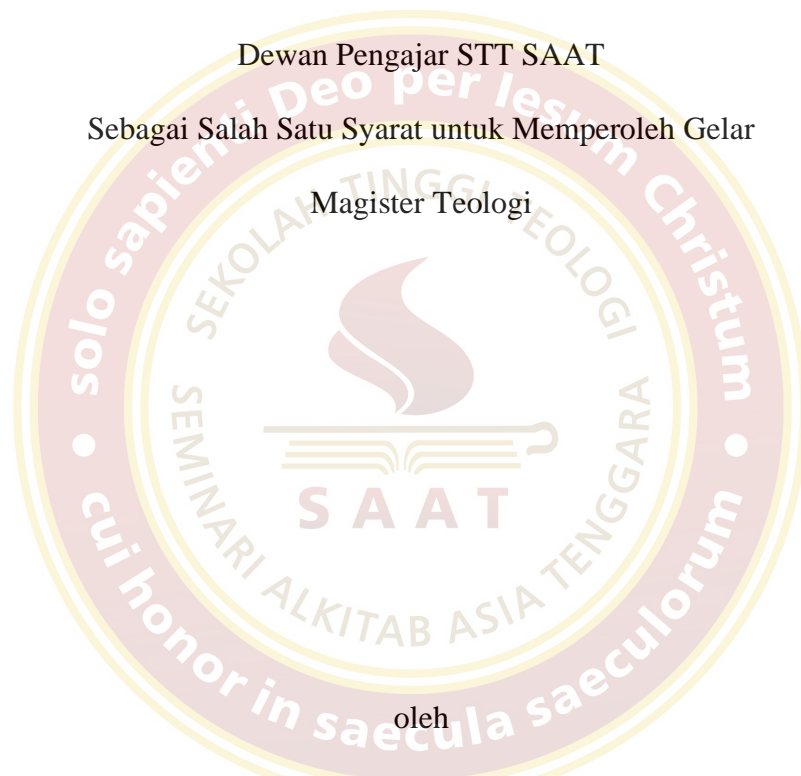 Dewan Pengajar STT SAAT
Sebagai Salah Satu Syarat untuk Memperoleh Gelar
Magister Teologi
solo sapienti Deo per Iesum Christum
cui honor in saecula saeculorum
SEKOLAH TINGGI TEOLOGI
SEMINARI ALKITAB ASIA TENGGARA
SAAT
oleh